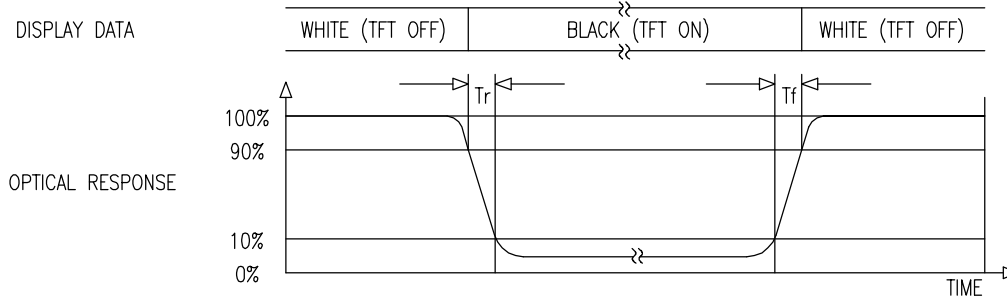 DISPLAY DATA
WHITE (TFT OFF)
BLACK (TFT ON)
WHITE (TFT OFF)
Tr
Tf
100%
90%
OPTICAL RESPONSE
10%
0%
TIME